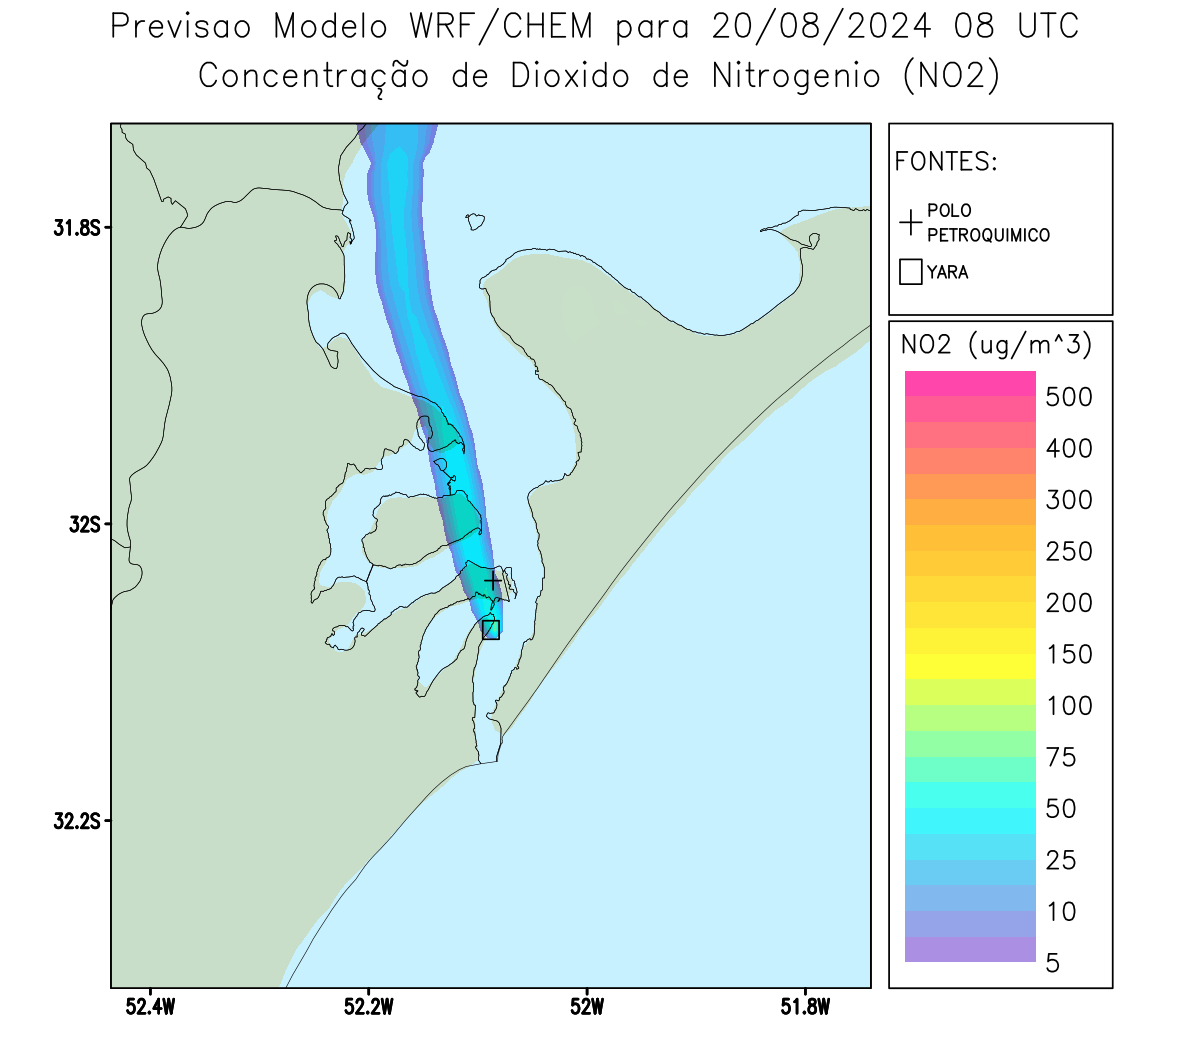 Previsao Modelo WRF/CHEM para 20/08/2024 08 UTC
Concentração de Dioxido de Nitrogenio (NO2)
FONTES:
POLO
PETROQUIMICO
YARA
31.8S
32S
32.2S
52.4W
52.2W
52W
51.8W
NO2 (ug/m^3)
500
400
300
250
200
150
100
75
50
25
10
5